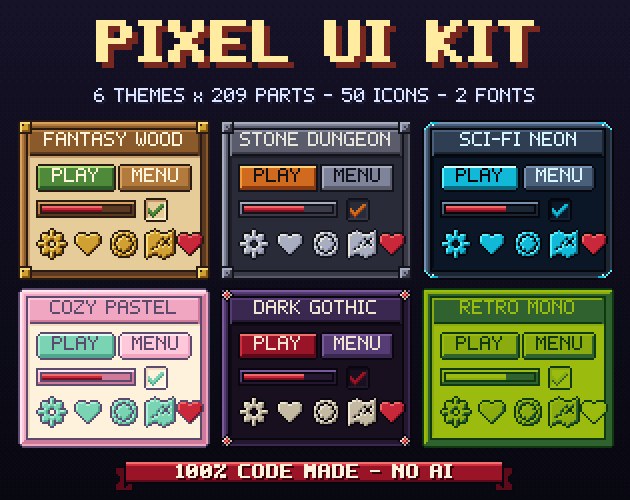 PIXEL UI KIT
6 THEMES x 209 PARTS - 50 ICONS - 2 FONTS
FANTASY WOOD
PLAY MENU
STONE DUNGEON
PLAY MENU
SCI-FI NEON
PLAY MENU
COZY PASTEL
PLAY MENU
DARK GOTHIC
PLAY MENU
RETRO MONO
PLAY MENU
100% CODE MADE - NO AI